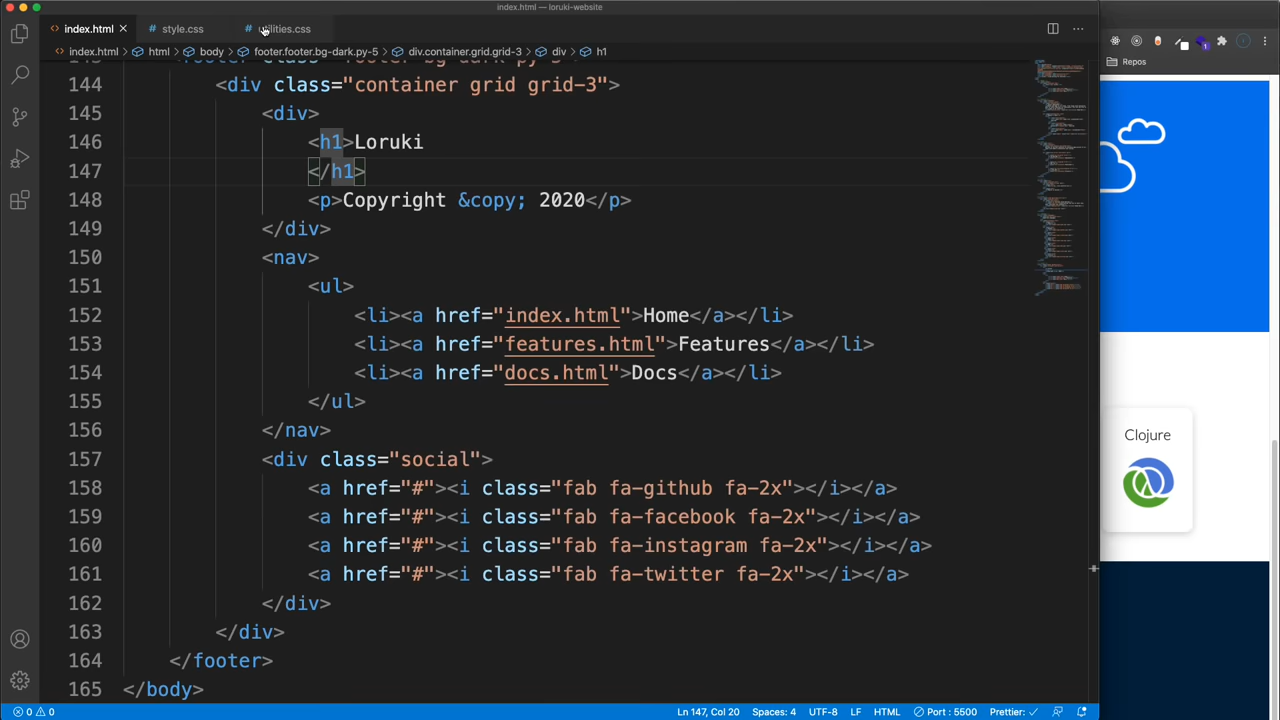 index.html — loruki-website
index.html
style.css
utilities.css
index.html > html > body > footer.footer.bg-dark.py-5 > div.container.grid.grid-3 > div > h1
144 <div class="container grid grid-3">
145 <div>
146 <h1>Loruki
147 </h1>
148 <p>Copyright &copy; 2020</p>
149 </div>
150 <nav>
151 <ul>
152 <li><a href="index.html">Home</a></li>
153 <li><a href="features.html">Features</a></li>
154 <li><a href="docs.html">Docs</a></li>
155 </ul>
156 </nav>
157 <div class="social">
158 <a href="#"><i class="fab fa-github fa-2x"></i></a>
159 <a href="#"><i class="fab fa-facebook fa-2x"></i></a>
160 <a href="#"><i class="fab fa-instagram fa-2x"></i></a>
161 <a href="#"><i class="fab fa-twitter fa-2x"></i></a>
162 </div>
163 </div>
164 </footer>
165 </body>
0 0
Ln 147, Col 20 Spaces: 4 UTF-8 LF HTML Port : 5500 Prettier: ✓
Repos
Clojure